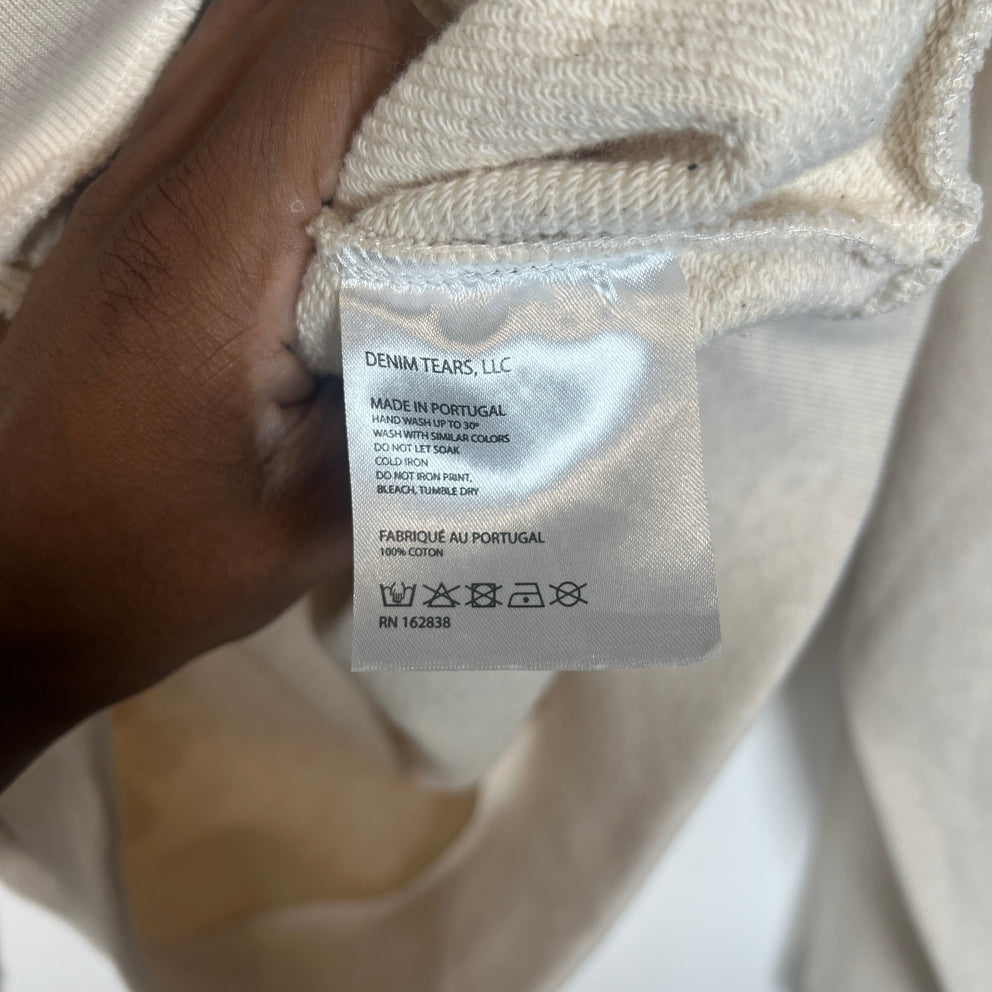 DENIM TEARS, LLC
MADE IN PORTUGAL
HAND WASH UP TO 30º
WASH WITH SIMILAR COLORS
DO NOT LET SOAK
COLD IRON
DO NOT IRON PRINT,
BLEACH, TUMBLE DRY
FABRIQUÉ AU PORTUGAL
100% COTON
RN 162838